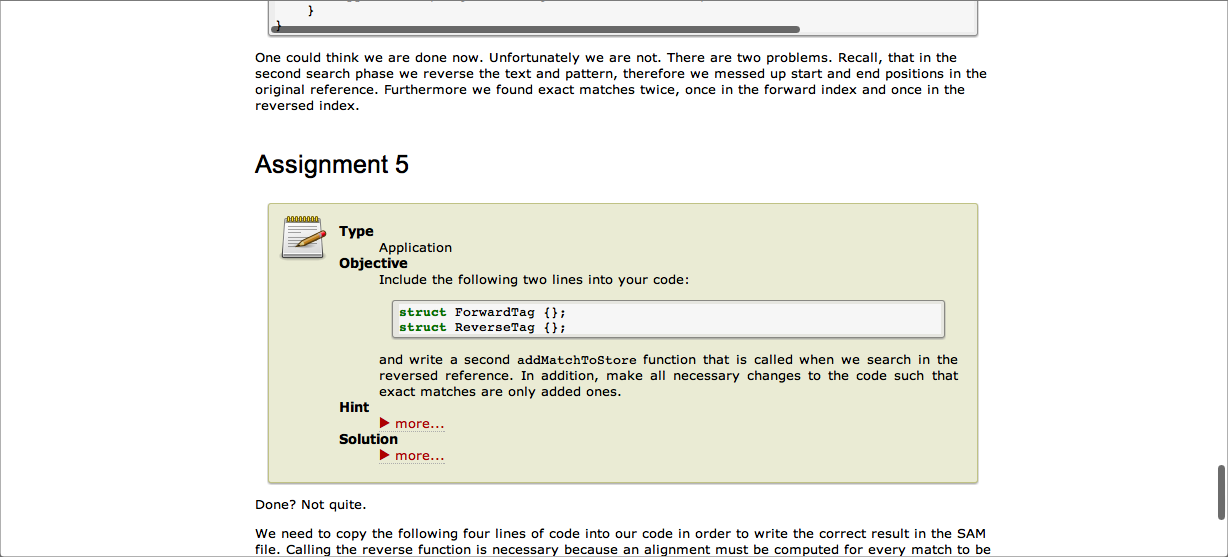 }
}
One could think we are done now. Unfortunately we are not. There are two problems. Recall, that in the
second search phase we reverse the text and pattern, therefore we messed up start and end positions in the
original reference. Furthermore we found exact matches twice, once in the forward index and once in the
reversed index.
Assignment 5
Type
Application
Objective
Include the following two lines into your code:
struct ForwardTag {};
struct ReverseTag {};
and write a second addMatchToStore function that is called when we search in the
reversed reference. In addition, make all necessary changes to the code such that
exact matches are only added ones.
Hint
more...
Solution
more...
Done? Not quite.
We need to copy the following four lines of code into our code in order to write the correct result in the SAM
file. Calling the reverse function is necessary because an alignment must be computed for every match to be